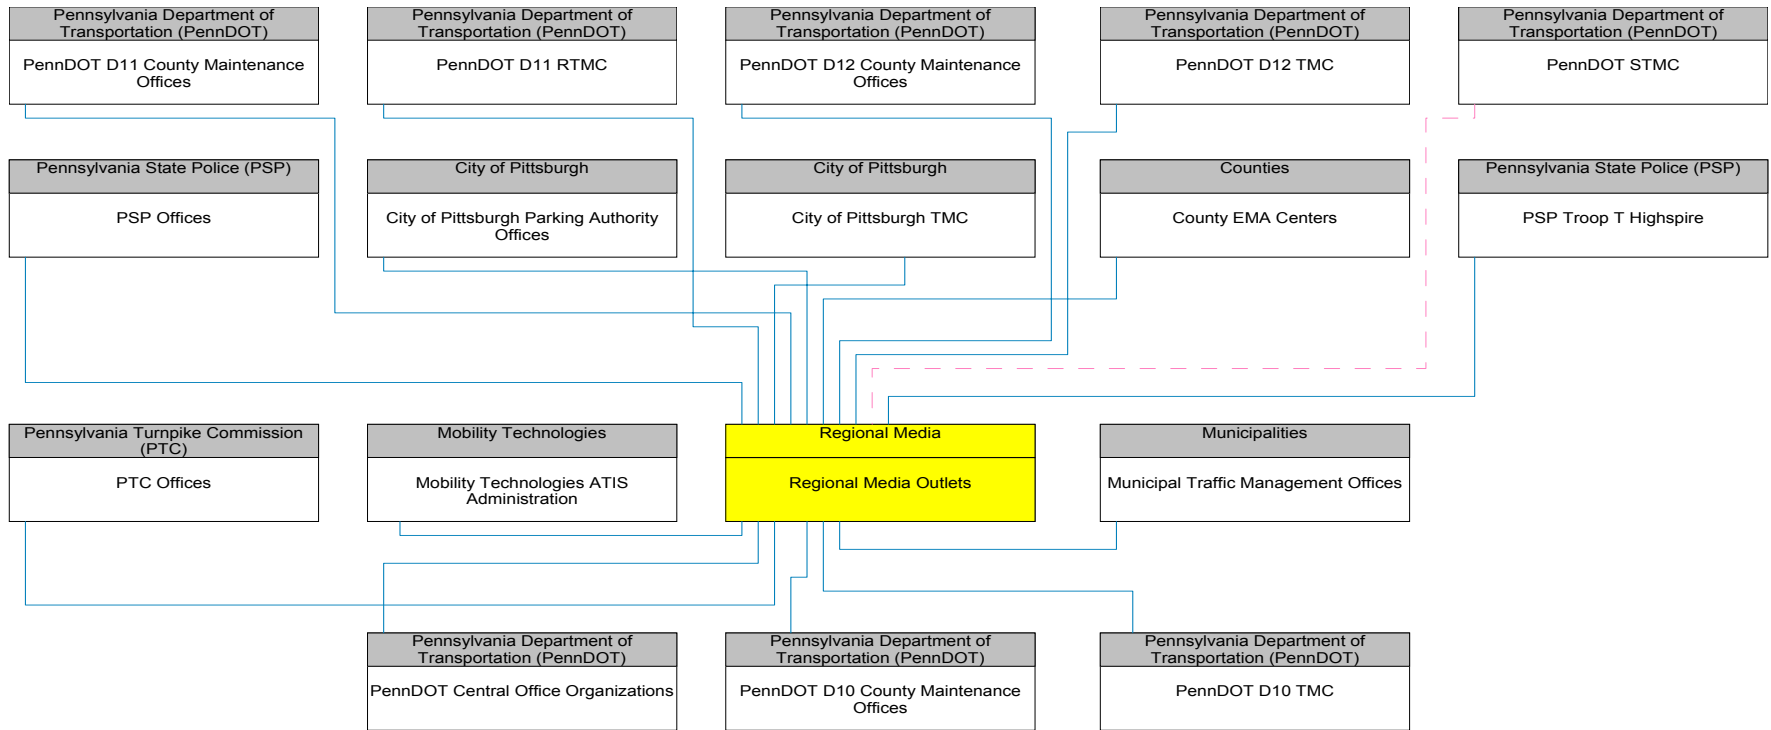 Pennsylvania Department of
Transportation (PennDOT)
PennDOT D11 County Maintenance
Offices
Pennsylvania Department of
Transportation (PennDOT)
PennDOT D11 RTMC
Pennsylvania Department of
Transportation (PennDOT)
PennDOT D12 County Maintenance
Offices
Pennsylvania Department of
Transportation (PennDOT)
PennDOT D12 TMC
Pennsylvania Department of
Transportation (PennDOT)
PennDOT STMC
Pennsylvania State Police (PSP)
PSP Offices
City of Pittsburgh
City of Pittsburgh Parking Authority
Offices
City of Pittsburgh
City of Pittsburgh TMC
Counties
County EMA Centers
Pennsylvania State Police (PSP)
PSP Troop T Highspire
Pennsylvania Turnpike Commission
(PTC)
PTC Offices
Mobility Technologies
Mobility Technologies ATIS
Administration
Regional Media
Regional Media Outlets
Municipalities
Municipal Traffic Management Offices
Pennsylvania Department of
Transportation (PennDOT)
PennDOT Central Office Organizations
Pennsylvania Department of
Transportation (PennDOT)
PennDOT D10 County Maintenance
Offices
Pennsylvania Department of
Transportation (PennDOT)
PennDOT D10 TMC